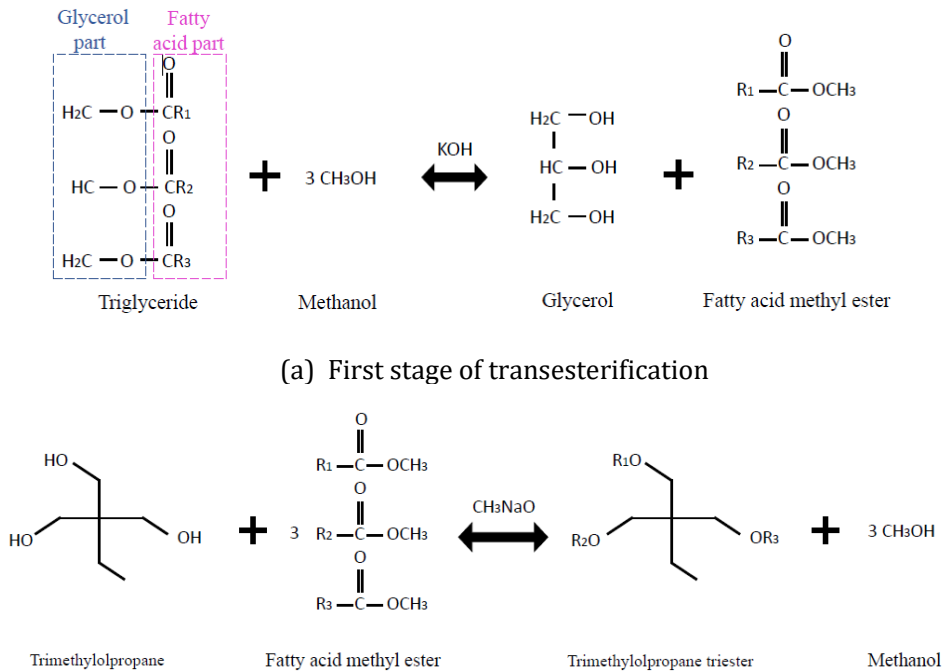 Glycerol part
Fatty acid part
O
H2C — O — CR1
O
HC — O — CR2
O
H2C — O — CR3
Triglyceride
+
3 CH3OH
Methanol
KOH
H2C — OH
HC — OH
H2C — OH
Glycerol
+
O
R1 — C — OCH3
O
R2 — C — OCH3
O
R3 — C — OCH3
Fatty acid methyl ester
(a) First stage of transesterification
HO
HO
OH
Trimethylolpropane
+
3
O
R1 — C — OCH3
O
R2 — C — OCH3
O
R3 — C — OCH3
Fatty acid methyl ester
CH3NaO
R1O
R2O
OR3
Trimethylolpropane triester
+
3 CH3OH
Methanol